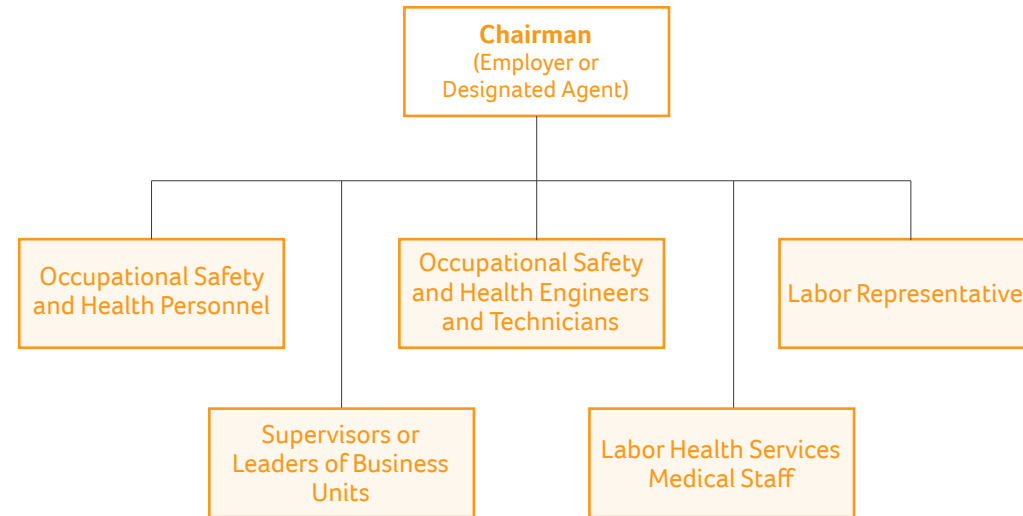 Chairman
(Employer or
Designated Agent)
Occupational Safety
and Health Personnel
Occupational Safety
and Health Engineers
and Technicians
Labor Representative
Supervisors or
Leaders of Business
Units
Labor Health Services
Medical Staff